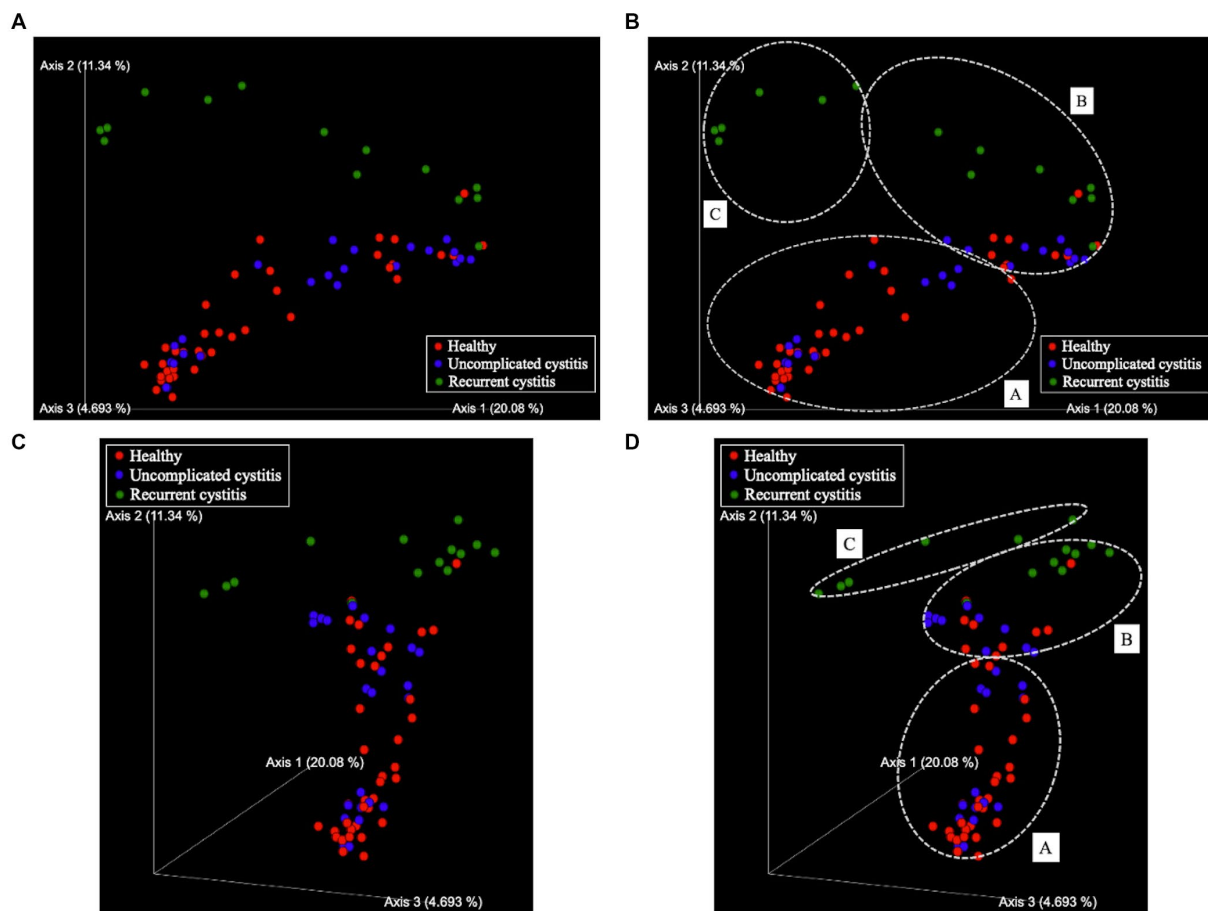 A
Axis 2 (11.34 %)
Healthy
Uncomplicated cystitis
Recurrent cystitis
Axis 3 (4.693 %)
Axis 1 (20.08 %)
B
Axis 2 (11.34 %)
B
C
Healthy
Uncomplicated cystitis
Recurrent cystitis
A
Axis 3 (4.693 %)
Axis 1 (20.08 %)
C
Healthy
Uncomplicated cystitis
Recurrent cystitis
Axis 2 (11.34 %)
Axis 1 (20.08 %)
Axis 3 (4.693 %)
D
Healthy
Uncomplicated cystitis
Recurrent cystitis
Axis 2 (11.34 %)
C
B
Axis 1 (20.08 %)
A
Axis 3 (4.693 %)